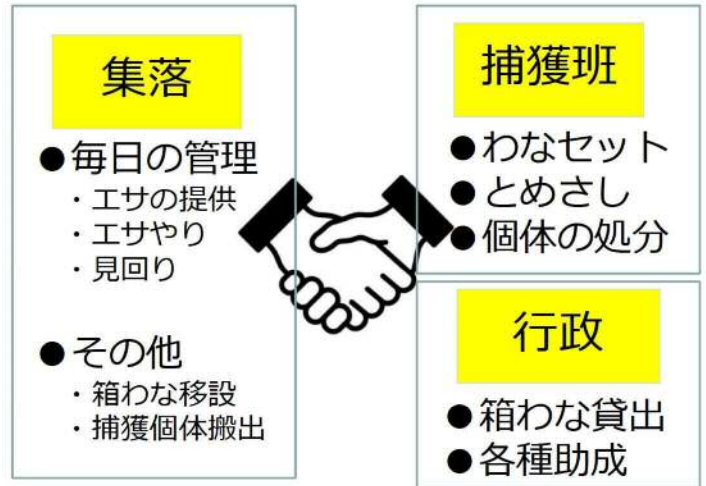 集落
●毎日の管理
・エサの提供
・エサやり
・見回り
●その他
・箱わな移設
・捕獲個体搬出
捕獲班
●わなセット
●とめさし
●個体の処分
行政
●箱わな貸出
●各種助成